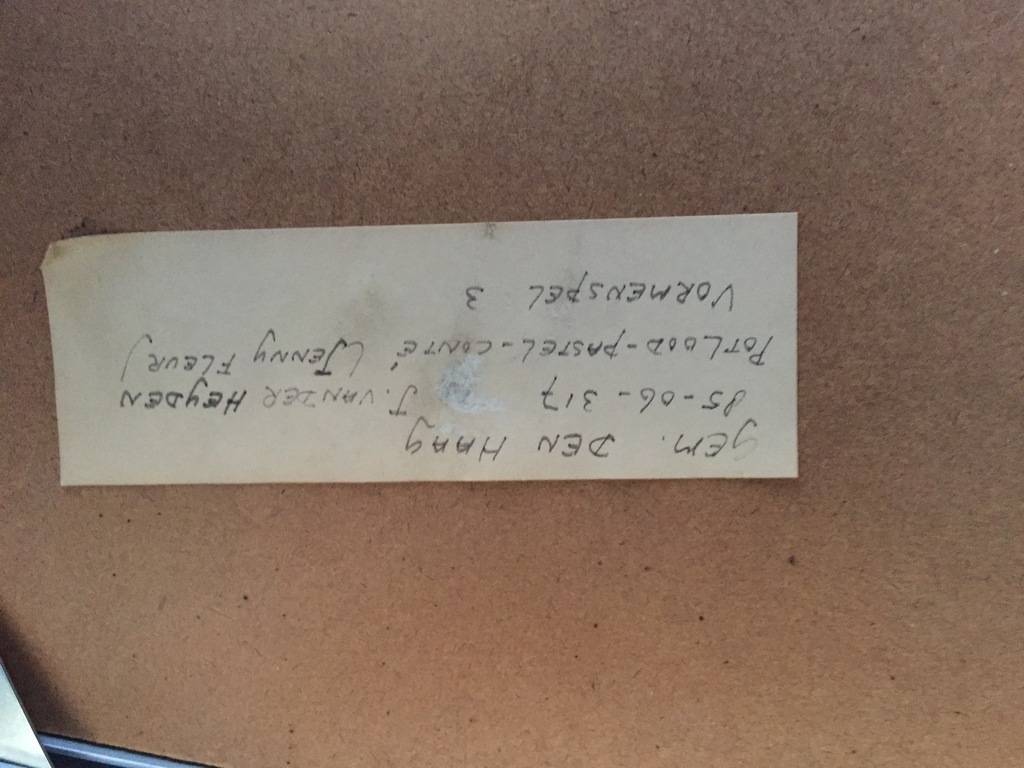 GEM. DEN HAAG
85-06-317 J. VAN DER HEYDEN
POTLOOD-PASTEL-CONTÉ (JENNY FLEUR)
VORMENSPEL 3